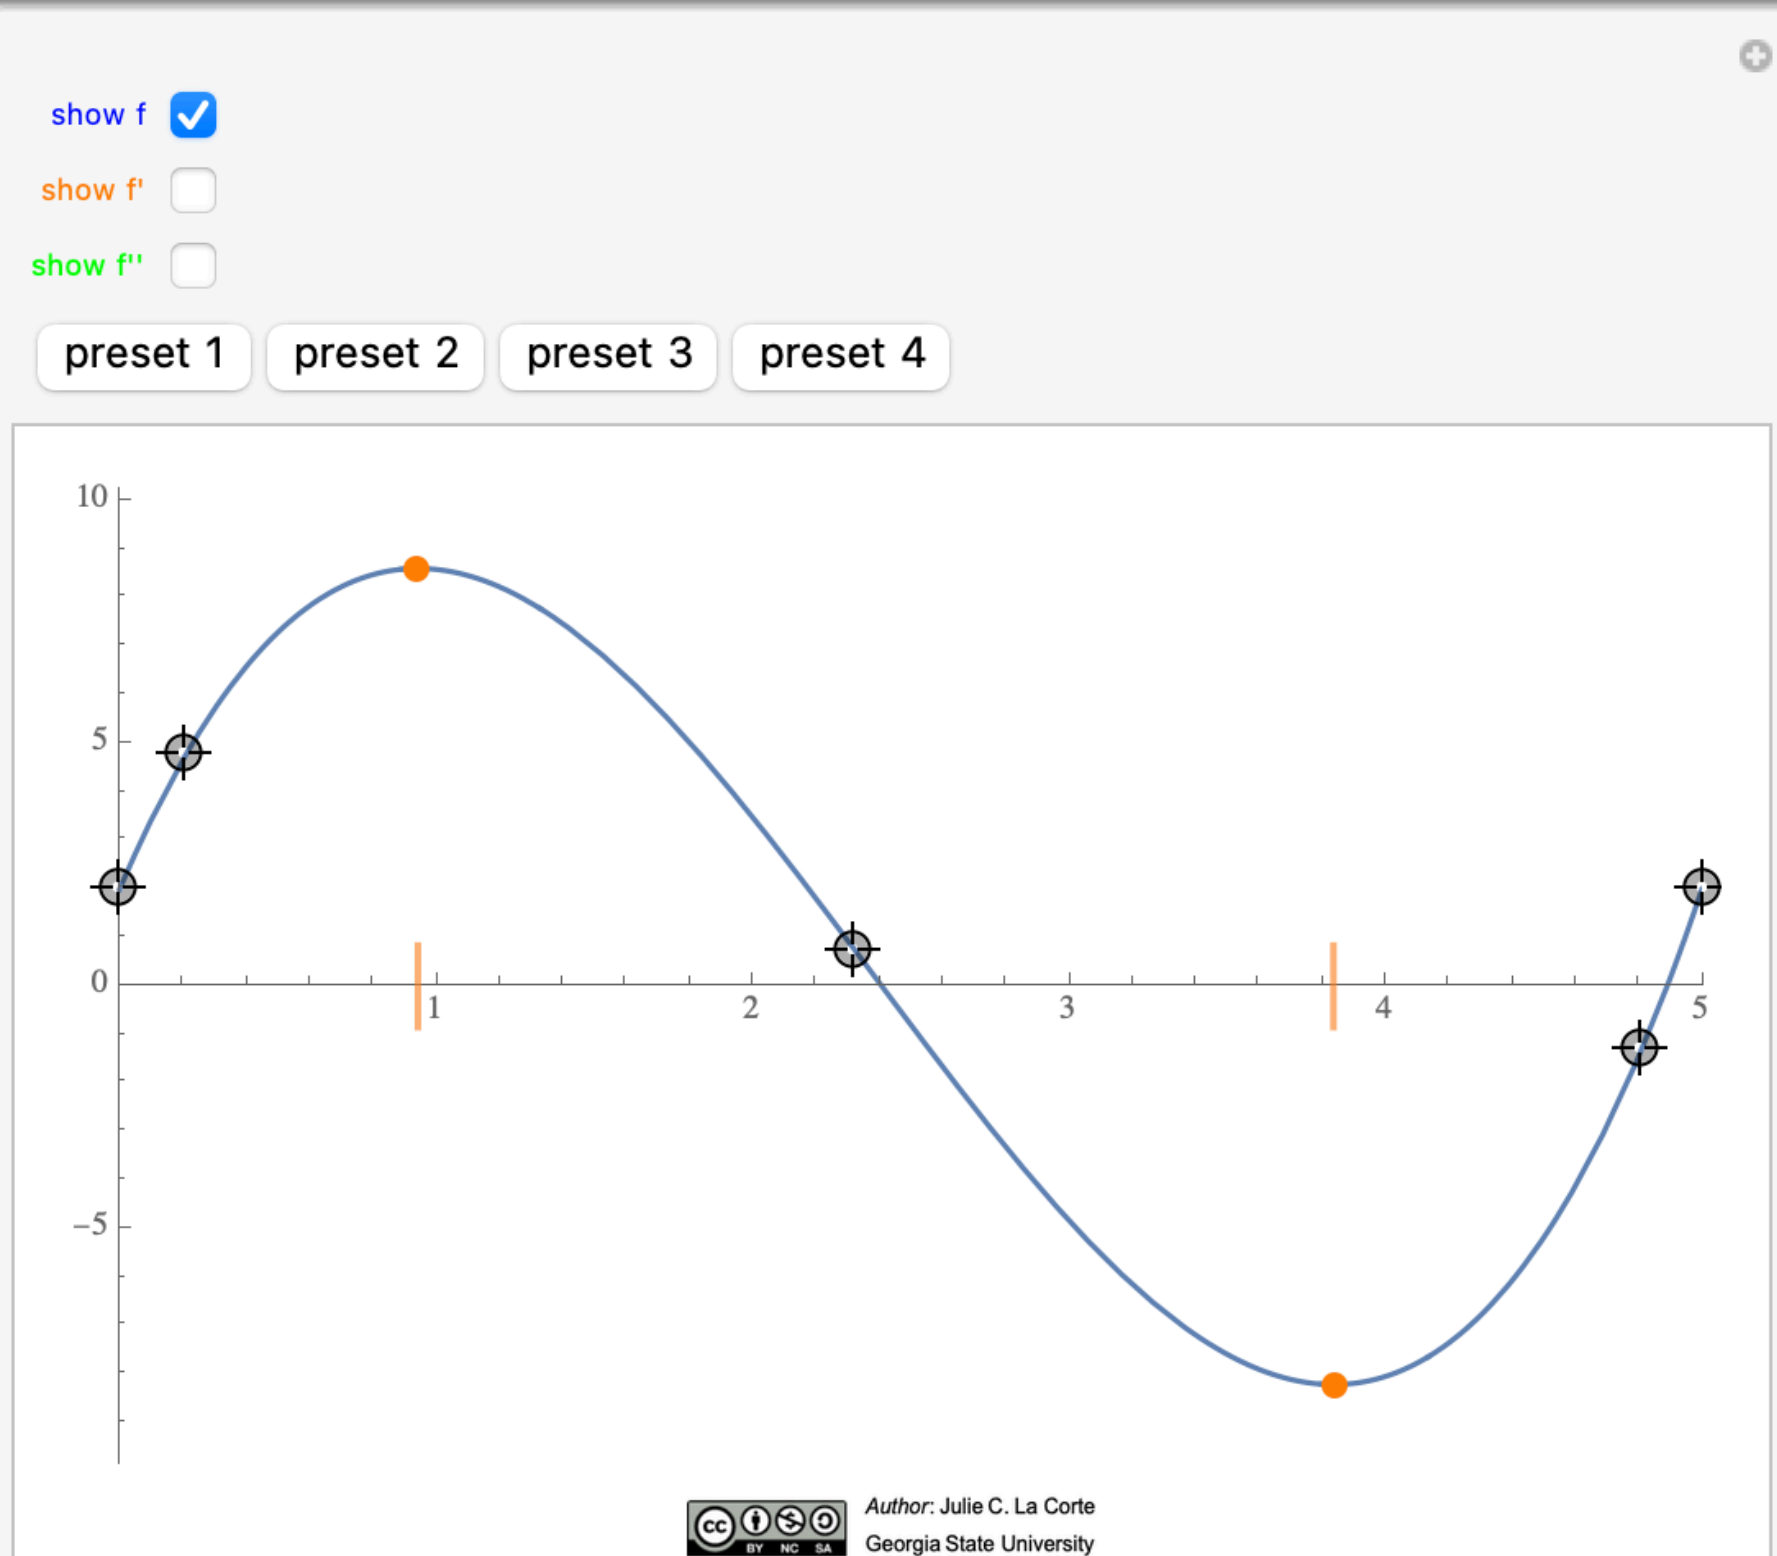 show f
show f'
show f''
preset 1 preset 2 preset 3 preset 4
10
5
0
1 2 3 4 5
−5
Author: Julie C. La Corte
cc BY NC SA
Georgia State University